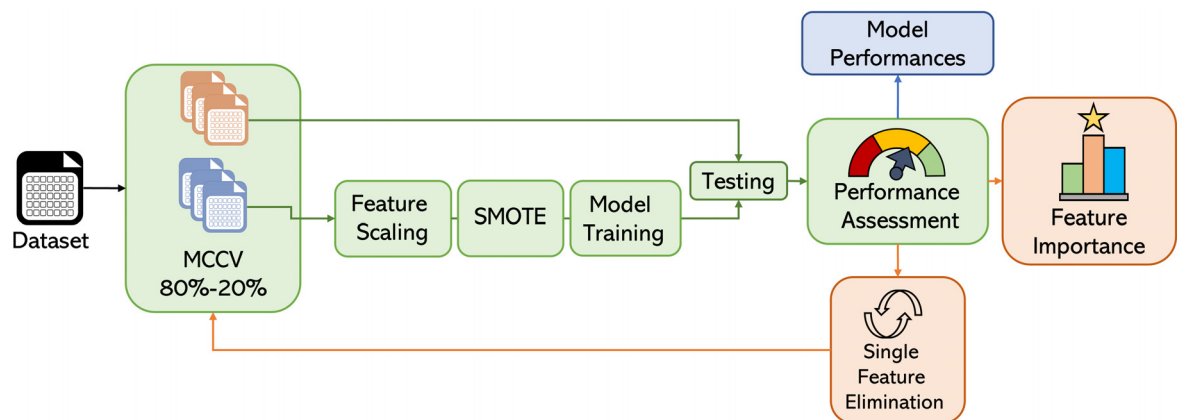 Dataset
MCCV
80%-20%
Feature
Scaling
SMOTE
Model
Training
Testing
Model
Performances
Performance
Assessment
Feature
Importance
Single
Feature
Elimination